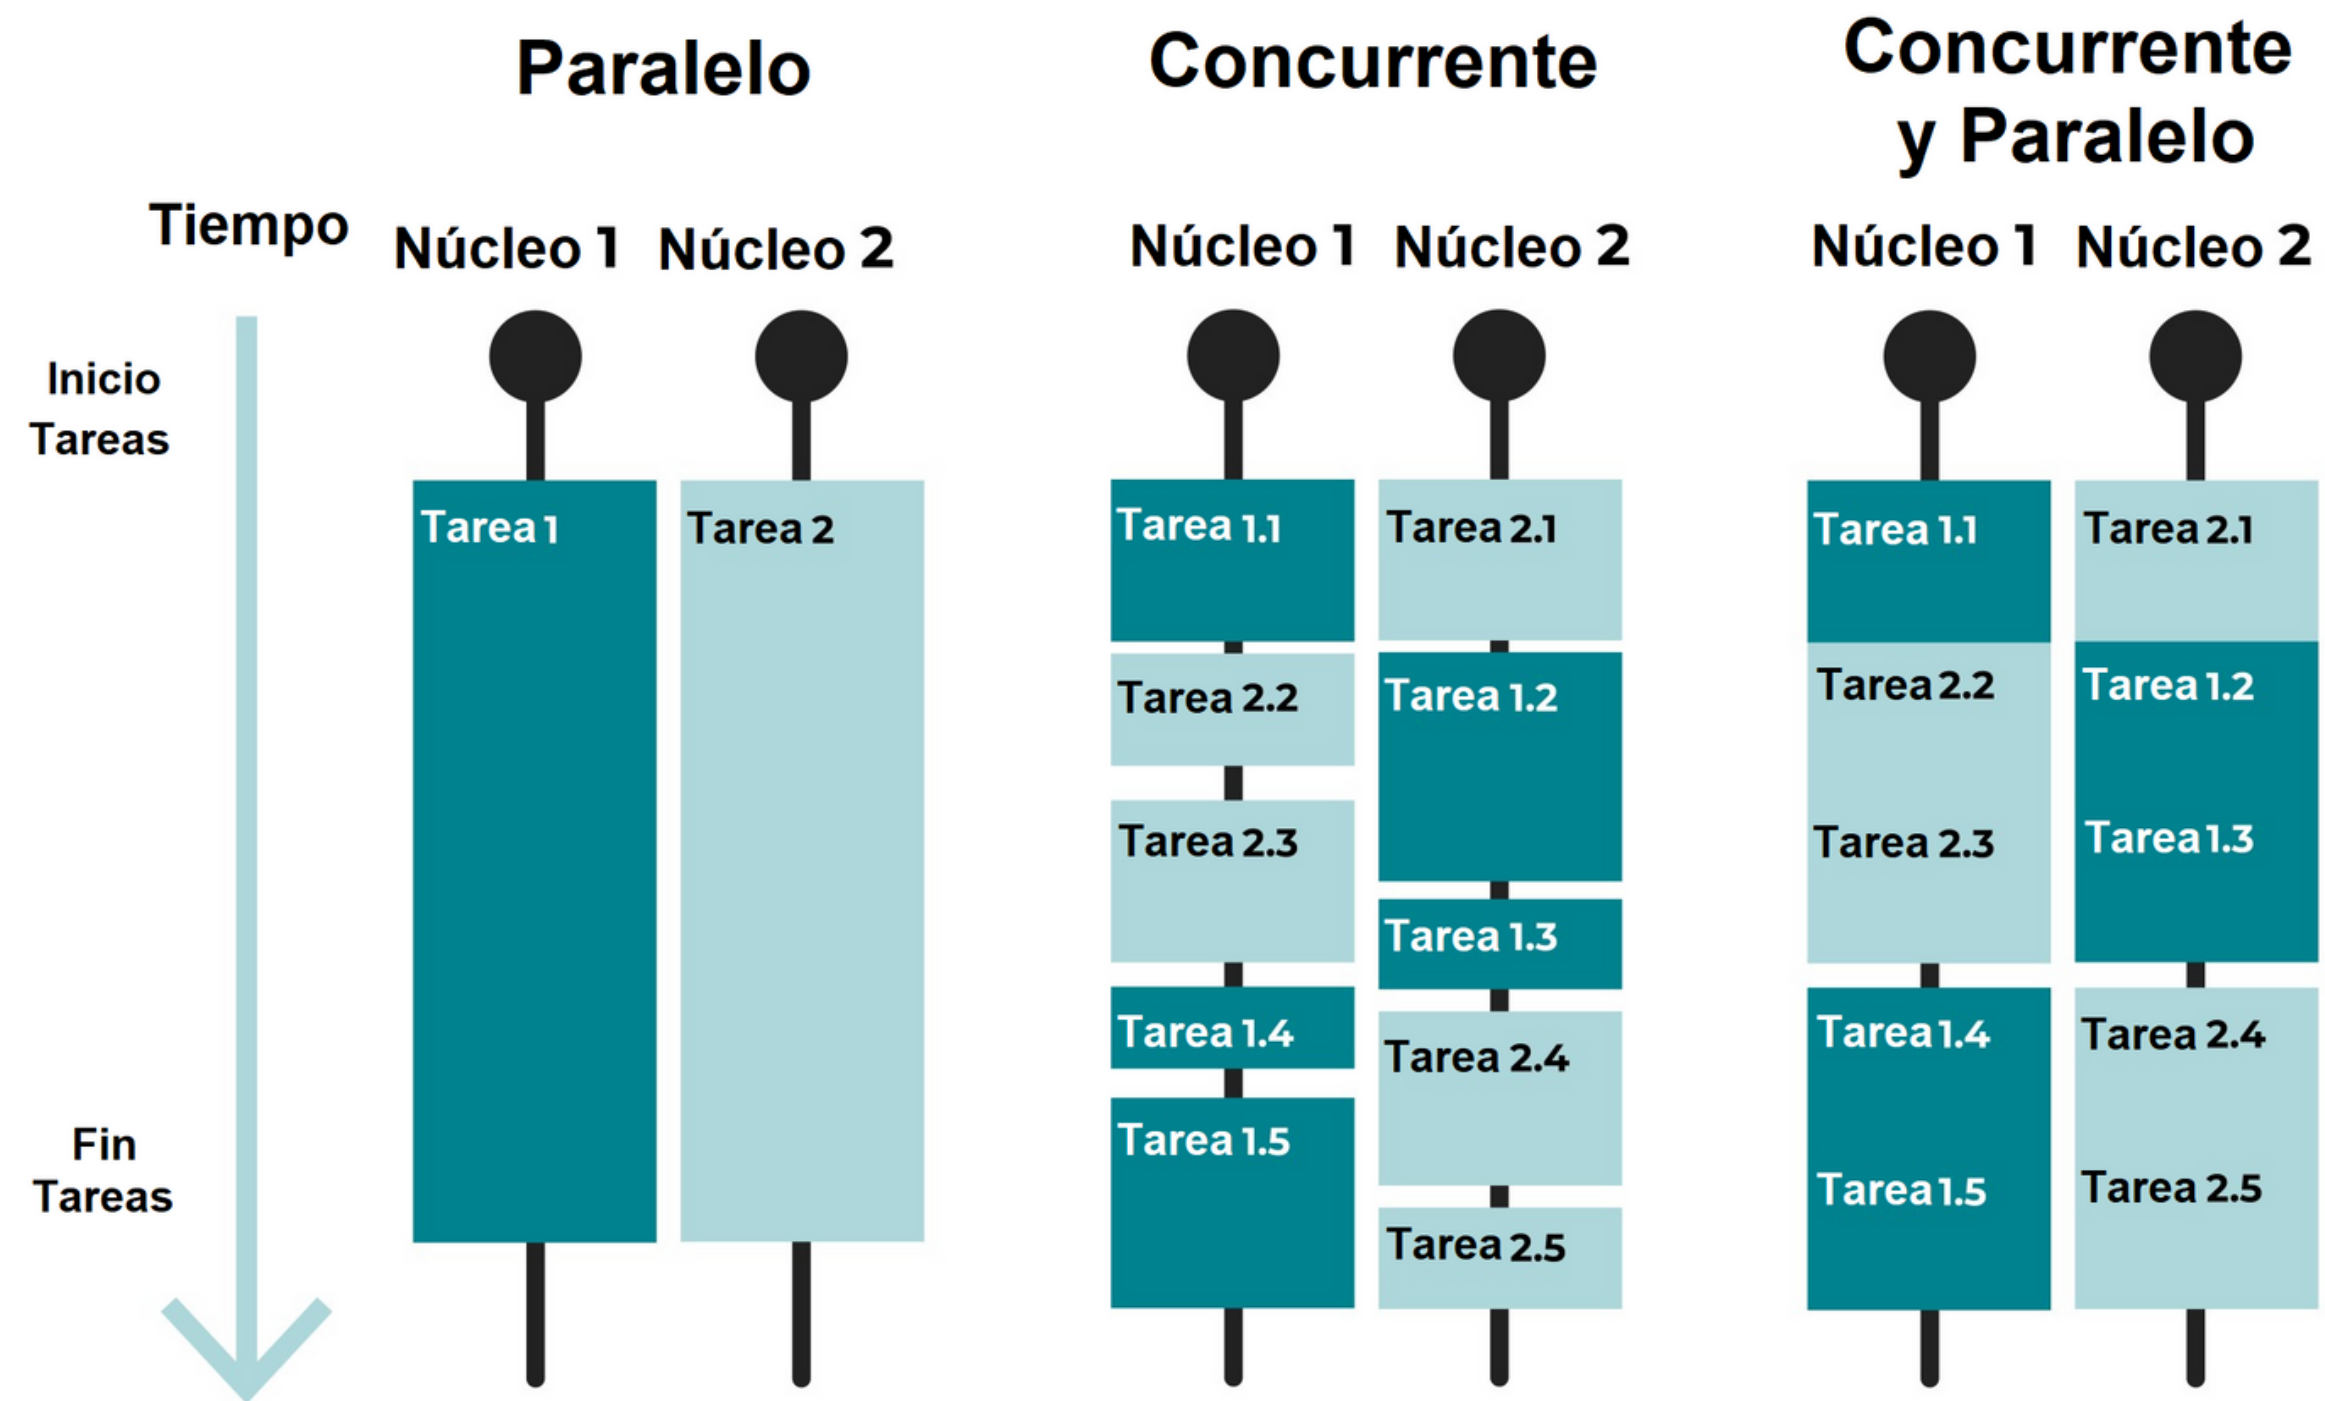 Paralelo
Concurrente
Concurrente
y Paralelo
Tiempo
Núcleo 1
Núcleo 2
Núcleo 1
Núcleo 2
Núcleo 1
Núcleo 2
Inicio
Tareas
Fin
Tareas
Tarea 1
Tarea 2
Tarea 1.1
Tarea 2.2
Tarea 2.3
Tarea 1.4
Tarea 1.5
Tarea 2.1
Tarea 1.2
Tarea 1.3
Tarea 2.4
Tarea 2.5
Tarea 1.1
Tarea 2.2
Tarea 2.3
Tarea 1.4
Tarea 1.5
Tarea 2.1
Tarea 1.2
Tarea 1.3
Tarea 2.4
Tarea 2.5